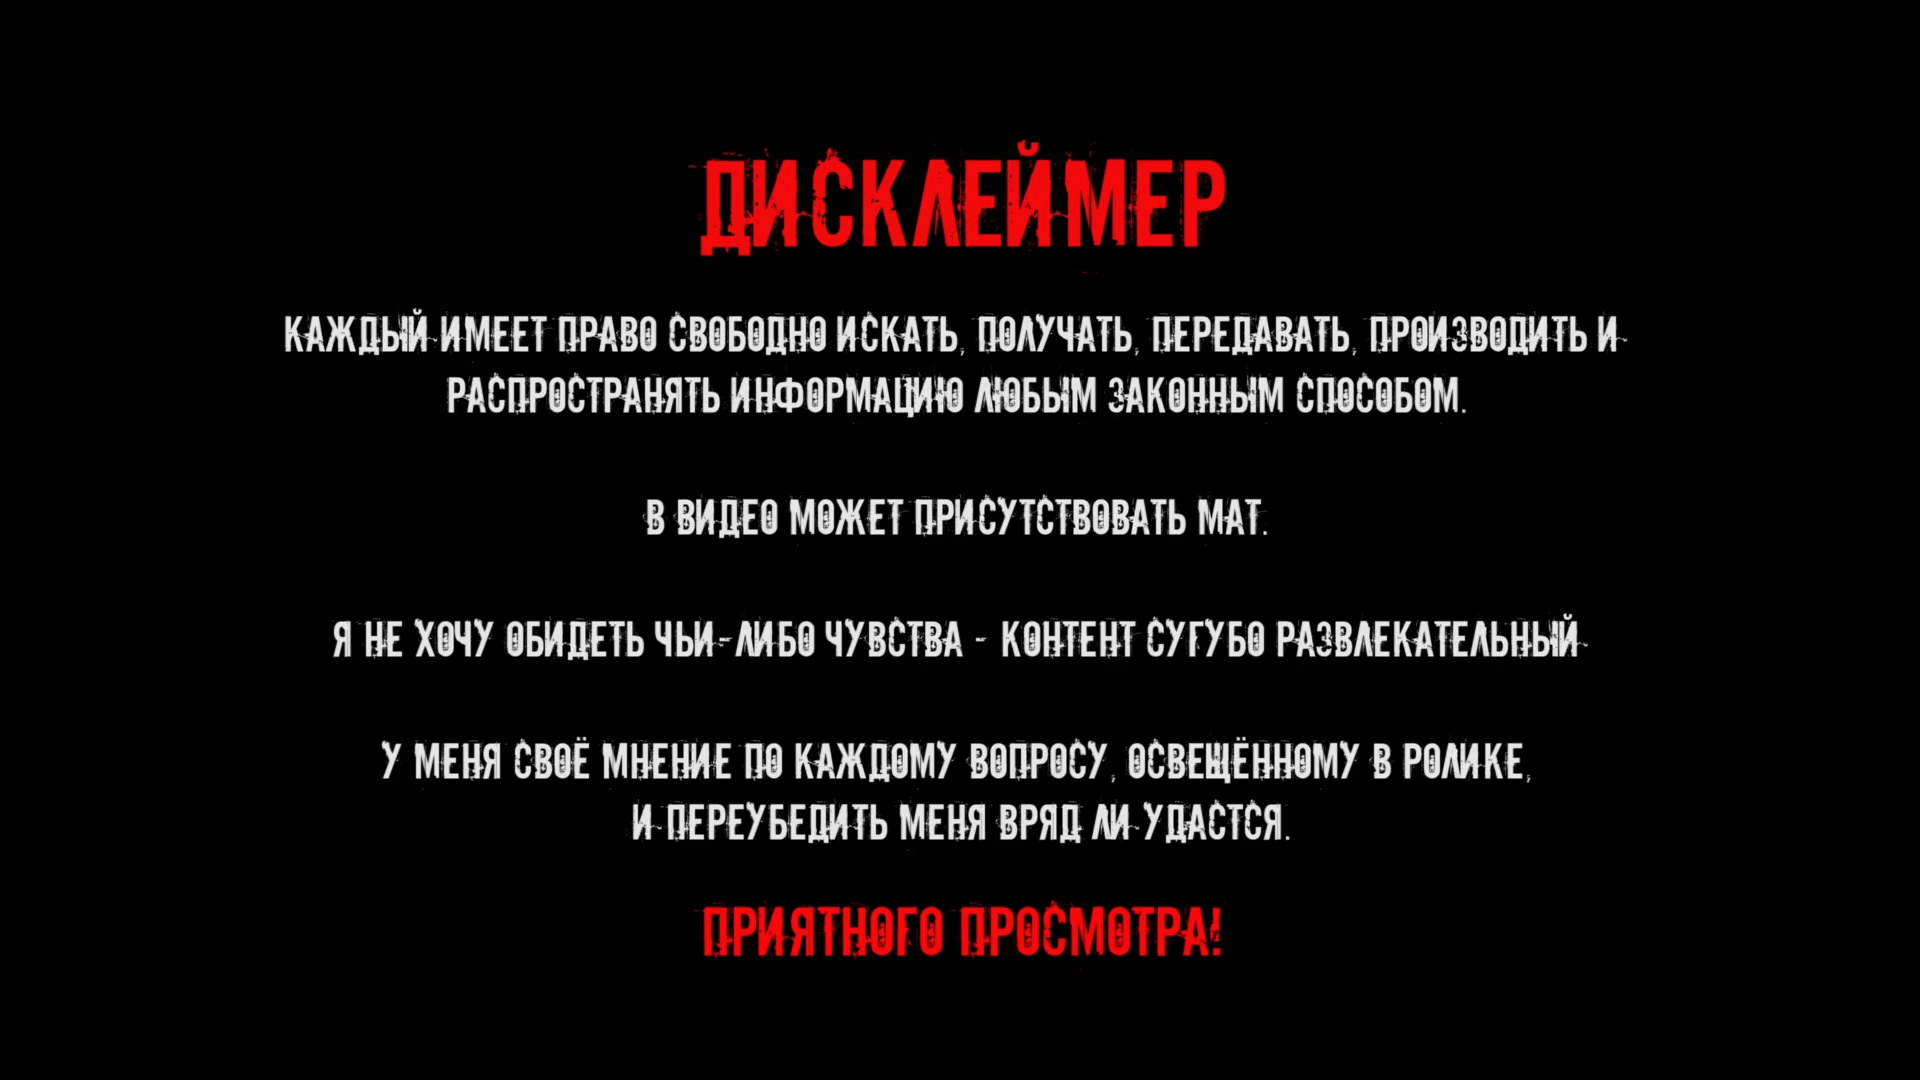 ДИСКЛЕЙМЕР
КАЖДЫЙ ИМЕЕТ ПРАВО СВОБОДНО ИСКАТЬ, ПОЛУЧАТЬ, ПЕРЕДАВАТЬ, ПРОИЗВОДИТЬ И
РАСПРОСТРАНЯТЬ ИНФОРМАЦИЮ ЛЮБЫМ ЗАКОННЫМ СПОСОБОМ.
В ВИДЕО МОЖЕТ ПРИСУТСТВОВАТЬ МАТ.
Я НЕ ХОЧУ ОБИДЕТЬ ЧЬИ-ЛИБО ЧУВСТВА - КОНТЕНТ СУГУБО РАЗВЛЕКАТЕЛЬНЫЙ
У МЕНЯ СВОЁ МНЕНИЕ ПО КАЖДОМУ ВОПРОСУ, ОСВЕЩЁННОМУ В РОЛИКЕ,
И ПЕРЕУБЕДИТЬ МЕНЯ ВРЯД ЛИ УДАСТСЯ.
ПРИЯТНОГО ПРОСМОТРА!